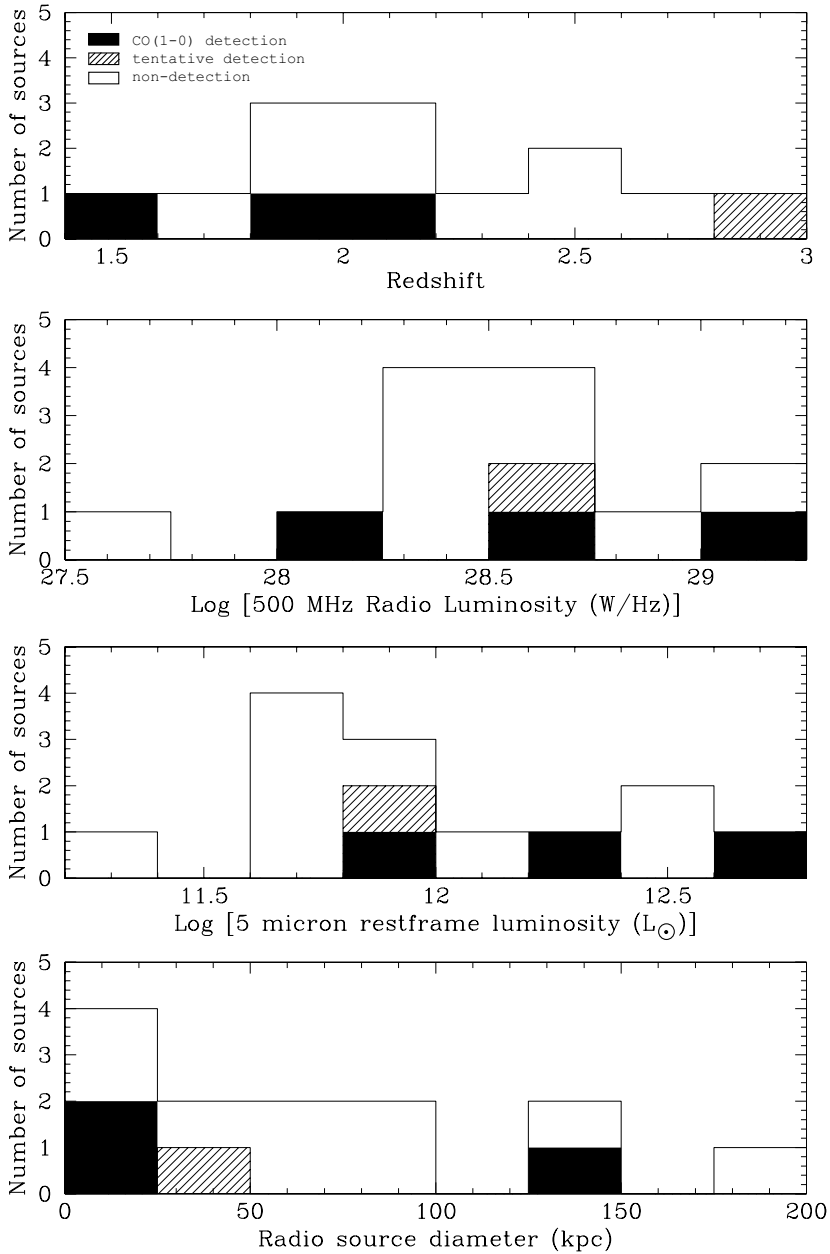 5
4
3
2
1
0
Number of sources
CO(1-0) detection
tentative detection
non-detection
1.5 2 2.5 3
Redshift
5
4
3
2
1
0
Number of sources
27.5 28 28.5 29
Log [500 MHz Radio Luminosity (W/Hz)]
5
4
3
2
1
0
Number of sources
11.5 12 12.5
Log [5 micron restframe luminosity (L☉)]
5
4
3
2
1
0
Number of sources
0 50 100 150 200
Radio source diameter (kpc)